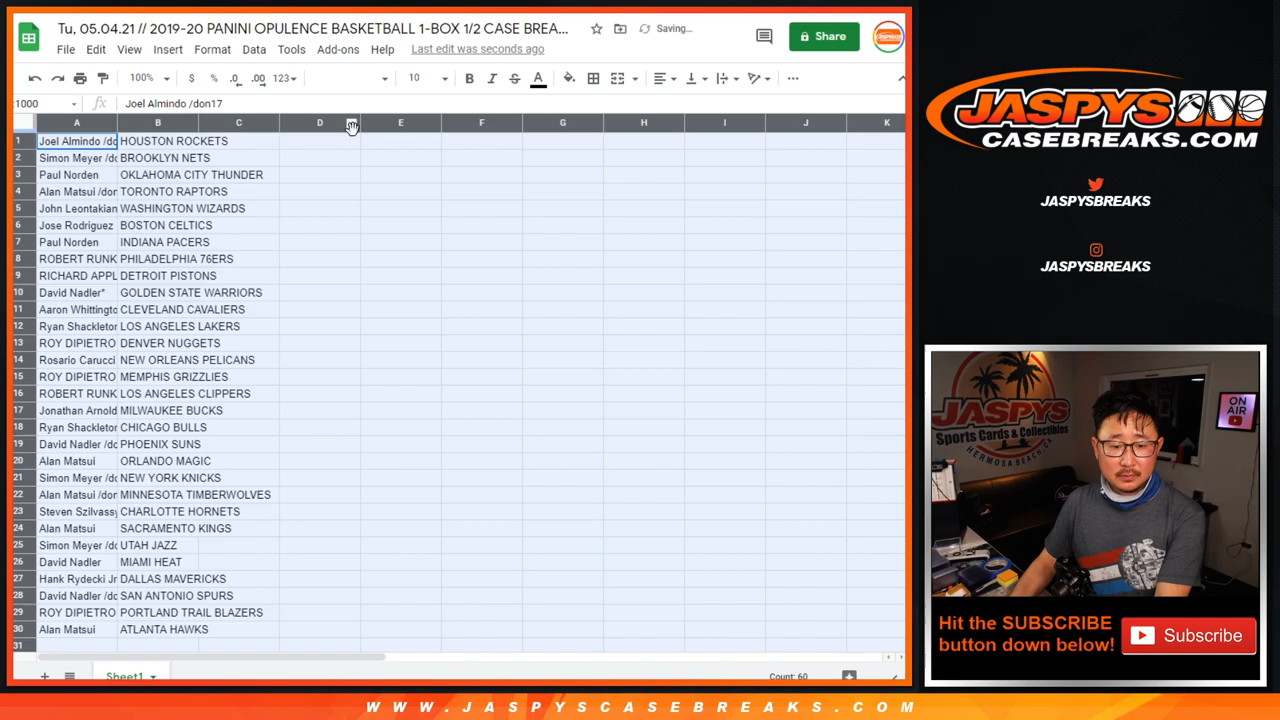 Tu, 05.04.21 // 2019-20 PANINI OPULENCE BASKETBALL 1-BOX 1/2 CASE BREA...
Saving...
Share
File Edit View Insert Format Data Tools Add-ons Help Last edit was seconds ago
100% $ % .0 .00 123 10 B I S A
1000 fx Joel Almindo /don17
A B C D E F G H I J K
1 Joel Almindo /do HOUSTON ROCKETS
2 Simon Meyer /do BROOKLYN NETS
3 Paul Norden OKLAHOMA CITY THUNDER
4 Alan Matsui /don TORONTO RAPTORS
5 John Leontakian WASHINGTON WIZARDS
6 Jose Rodriguez BOSTON CELTICS
7 Paul Norden INDIANA PACERS
8 ROBERT RUNK PHILADELPHIA 76ERS
9 RICHARD APPL DETROIT PISTONS
10 David Nadler* GOLDEN STATE WARRIORS
11 Aaron Whittingto CLEVELAND CAVALIERS
12 Ryan Shackleton LOS ANGELES LAKERS
13 ROY DIPIETRO DENVER NUGGETS
14 Rosario Carucci NEW ORLEANS PELICANS
15 ROY DIPIETRO MEMPHIS GRIZZLIES
16 ROBERT RUNK LOS ANGELES CLIPPERS
17 Jonathan Arnold MILWAUKEE BUCKS
18 Ryan Shackleton CHICAGO BULLS
19 David Nadler /do PHOENIX SUNS
20 Alan Matsui ORLANDO MAGIC
21 Simon Meyer /do NEW YORK KNICKS
22 Alan Matsui /don MINNESOTA TIMBERWOLVES
23 Steven Szilvassy CHARLOTTE HORNETS
24 Alan Matsui SACRAMENTO KINGS
25 Simon Meyer /do UTAH JAZZ
26 David Nadler MIAMI HEAT
27 Hank Rydecki Jr DALLAS MAVERICKS
28 David Nadler /do SAN ANTONIO SPURS
29 ROY DIPIETRO PORTLAND TRAIL BLAZERS
30 Alan Matsui ATLANTA HAWKS
31
Sheet1
Count: 60
JASPYS
CASEBREAKS.COM
JASPYSBREAKS
JASPYSBREAKS
JASPYS
Sports Cards & Collectibles
HERMOSA BEACH, CA
ON AIR
Hit the SUBSCRIBE
button down below!
Subscribe
WWW.JASPYSCASEBREAKS.COM